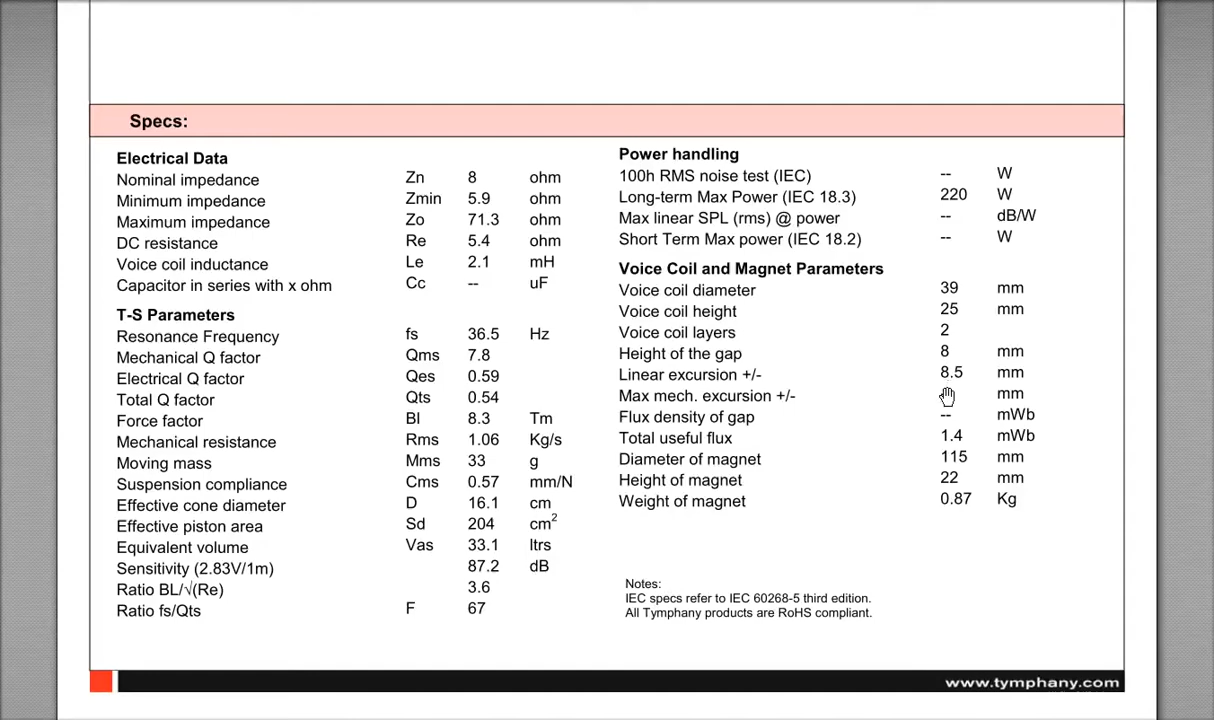 Specs:
Electrical Data
Nominal impedance Zn 8 ohm
Minimum impedance Zmin 5.9 ohm
Maximum impedance Zo 71.3 ohm
DC resistance Re 5.4 ohm
Voice coil inductance Le 2.1 mH
Capacitor in series with x ohm Cc -- uF
T-S Parameters
Resonance Frequency fs 36.5 Hz
Mechanical Q factor Qms 7.8
Electrical Q factor Qes 0.59
Total Q factor Qts 0.54
Force factor Bl 8.3 Tm
Mechanical resistance Rms 1.06 Kg/s
Moving mass Mms 33 g
Suspension compliance Cms 0.57 mm/N
Effective cone diameter D 16.1 cm
Effective piston area Sd 204 cm²
Equivalent volume Vas 33.1 ltrs
Sensitivity (2.83V/1m) 87.2 dB
Ratio BL/√(Re) 3.6
Ratio fs/Qts F 67
Power handling
100h RMS noise test (IEC) -- W
Long-term Max Power (IEC 18.3) 220 W
Max linear SPL (rms) @ power -- dB/W
Short Term Max power (IEC 18.2) -- W
Voice Coil and Magnet Parameters
Voice coil diameter 39 mm
Voice coil height 25 mm
Voice coil layers 2
Height of the gap 8 mm
Linear excursion +/- 8.5 mm
Max mech. excursion +/- mm
Flux density of gap -- mWb
Total useful flux 1.4 mWb
Diameter of magnet 115 mm
Height of magnet 22 mm
Weight of magnet 0.87 Kg
Notes:
IEC specs refer to IEC 60268-5 third edition.
All Tymphany products are RoHS compliant.
www.tymphany.com